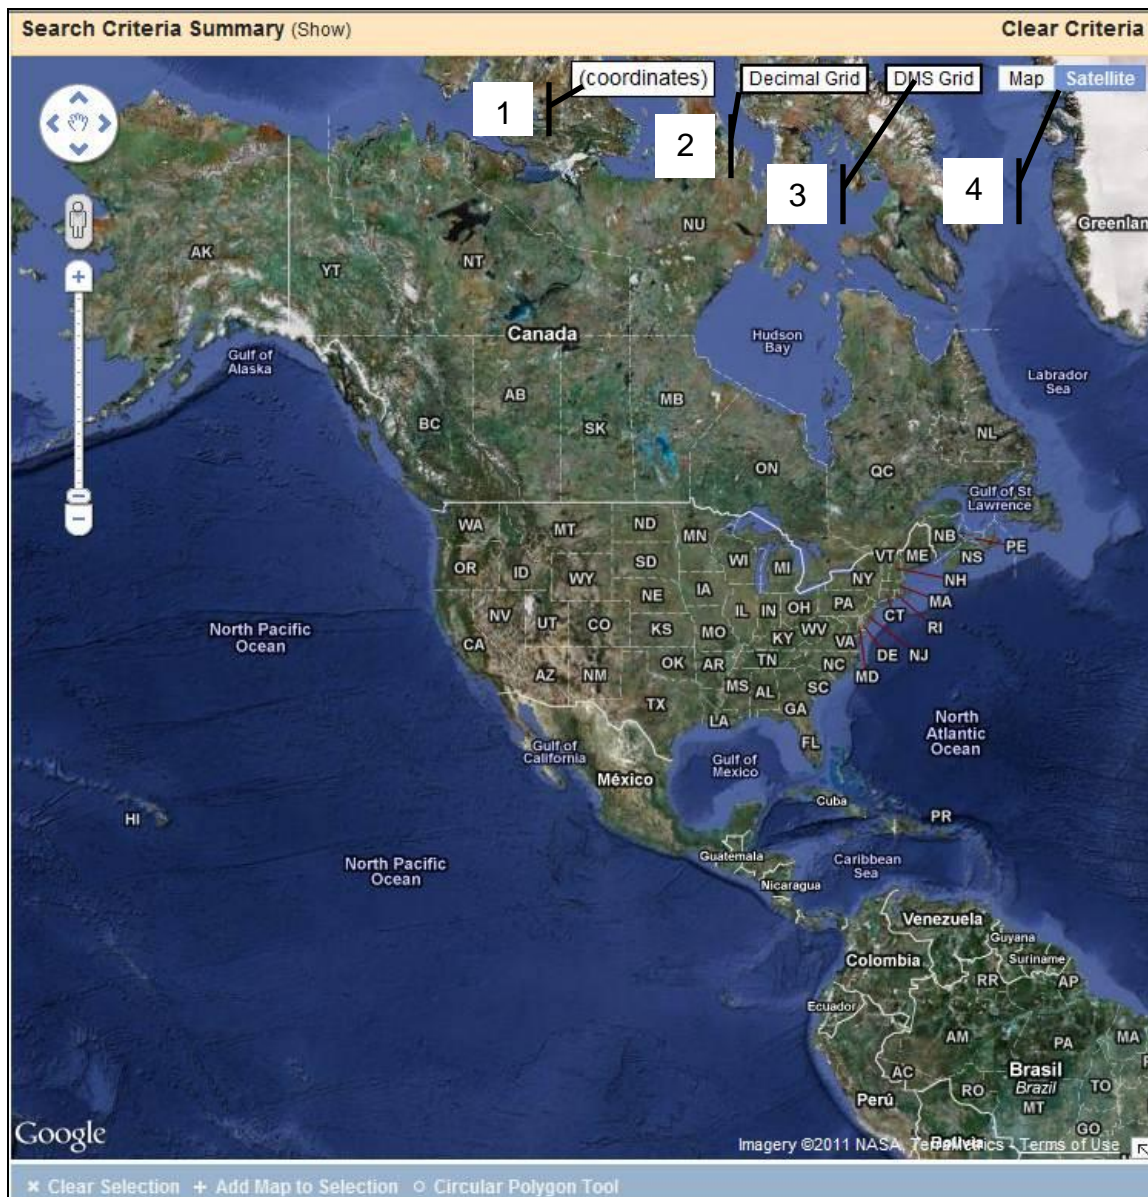 Search Criteria Summary (Show) Clear Criteria
(coordinates) Decimal Grid DMS Grid Map Satellite
1
2
3
4
NU
Greenlan
AK
YT
NT
Canada
Hudson
Bay
Gulf of
Alaska
Labrador
Sea
AB
MB
BC
SK
NL
ON
QC
Gulf of St
Lawrence
WA
MT
ND
MN
NB
PE
OR
ID
SD
WI
MI
VT
ME
NS
WY
NY
NH
NE
IA
IL
IN
OH
PA
MA
NV
UT
CO
KS
MO
KY
WV
VA
CT
RI
North Pacific
Ocean
CA
OK
AR
TN
NC
DE
NJ
MD
AZ
NM
TX
MS
AL
SC
GA
LA
FL
North
Atlantic
Ocean
Gulf of
California
Gulf of
Mexico
México
Cuba
HI
PR
Guatemala
Caribbean
Sea
North Pacific
Ocean
Nicaragua
Venezuela
Guyana
Colombia
Suriname
RR
AP
Ecuador
AM
PA
MA
AC
Brasil
Brazil
RO
TO
Perú
MT
GO
Bolivia
Google
Imagery ©2011 NASA, TerraMetrics - Terms of Use
× Clear Selection + Add Map to Selection ○ Circular Polygon Tool